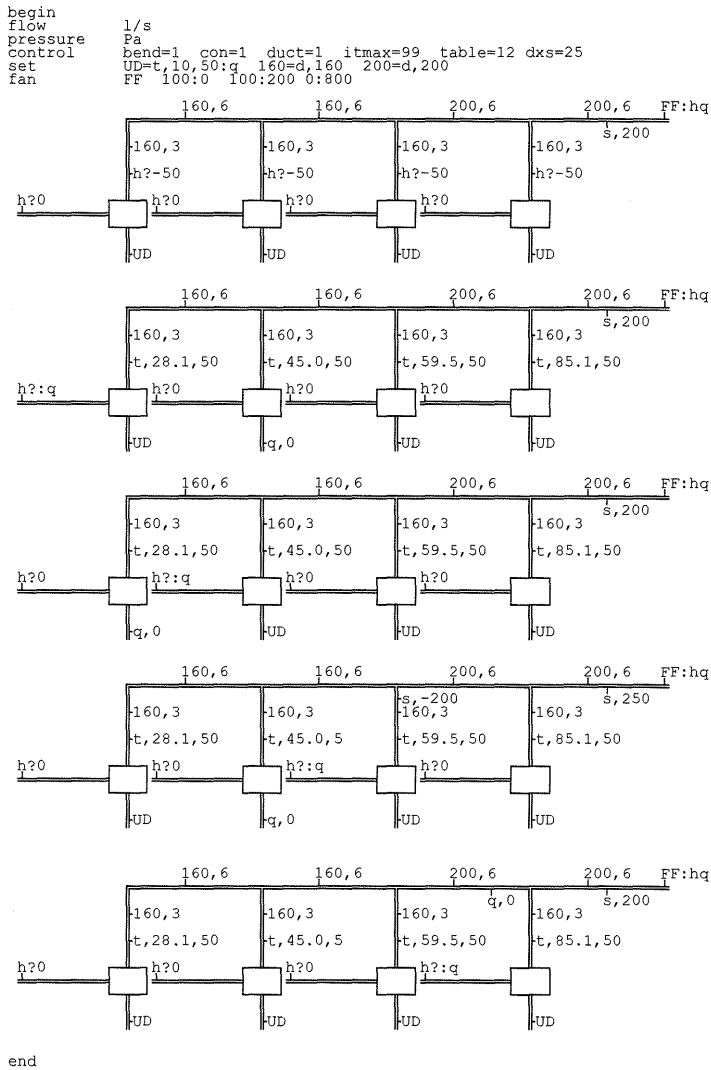 begin
flow l/s
pressure Pa
control bend=1 con=1 duct=1 itmax=99 table=12 dxs=25
set UD=t,10,50:q 160=d,160 200=d,200
fan FF 100:0 100:200 0:800
160,6 160,6 200,6 200,6 FF:hq
s,200
160,3 160,3 160,3 160,3
h?-50 h?-50 h?-50 h?-50
h?0 h?0 h?0 h?0
UD UD UD UD
160,6 160,6 200,6 200,6 FF:hq
s,200
160,3 160,3 160,3 160,3
t,28.1,50 t,45.0,50 t,59.5,50 t,85.1,50
h?:q h?0 h?0 h?0
UD q,0 UD UD
160,6 160,6 200,6 200,6 FF:hq
s,200
160,3 160,3 160,3 160,3
t,28.1,50 t,45.0,50 t,59.5,50 t,85.1,50
h?0 h?:q h?0 h?0
q,0 UD UD UD
160,6 160,6 200,6 200,6 FF:hq
s,-200 s,250
160,3 160,3 160,3 160,3
t,28.1,50 t,45.0,5 t,59.5,50 t,85.1,50
h?0 h?0 h?:q h?0
UD q,0 UD UD
160,6 160,6 200,6 200,6 FF:hq
q,0 s,200
160,3 160,3 160,3 160,3
t,28.1,50 t,45.0,5 t,59.5,50 t,85.1,50
h?0 h?0 h?0 h?:q
UD UD UD UD
end